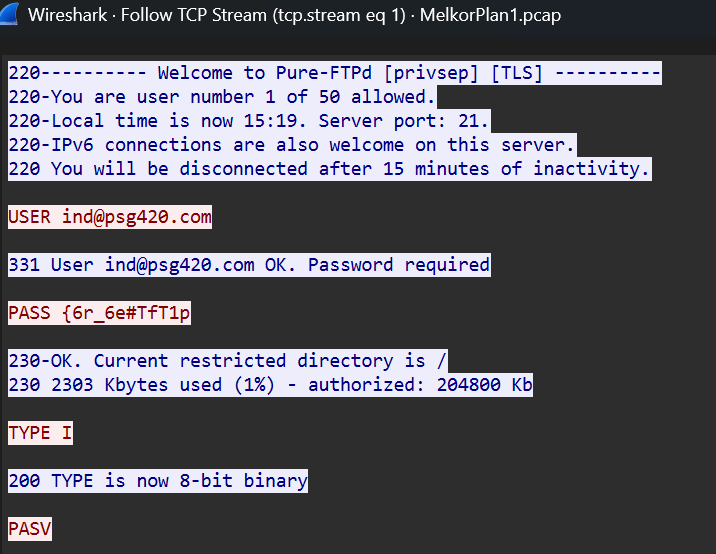 Wireshark · Follow TCP Stream (tcp.stream eq 1) · MelkorPlan1.pcap
220---------- Welcome to Pure-FTPd [privsep] [TLS] ----------
220-You are user number 1 of 50 allowed.
220-Local time is now 15:19. Server port: 21.
220-IPv6 connections are also welcome on this server.
220 You will be disconnected after 15 minutes of inactivity.
USER ind@psg420.com
331 User ind@psg420.com OK. Password required
PASS {6r_6e#TfT1p
230-OK. Current restricted directory is /
230 2303 Kbytes used (1%) - authorized: 204800 Kb
TYPE I
200 TYPE is now 8-bit binary
PASV